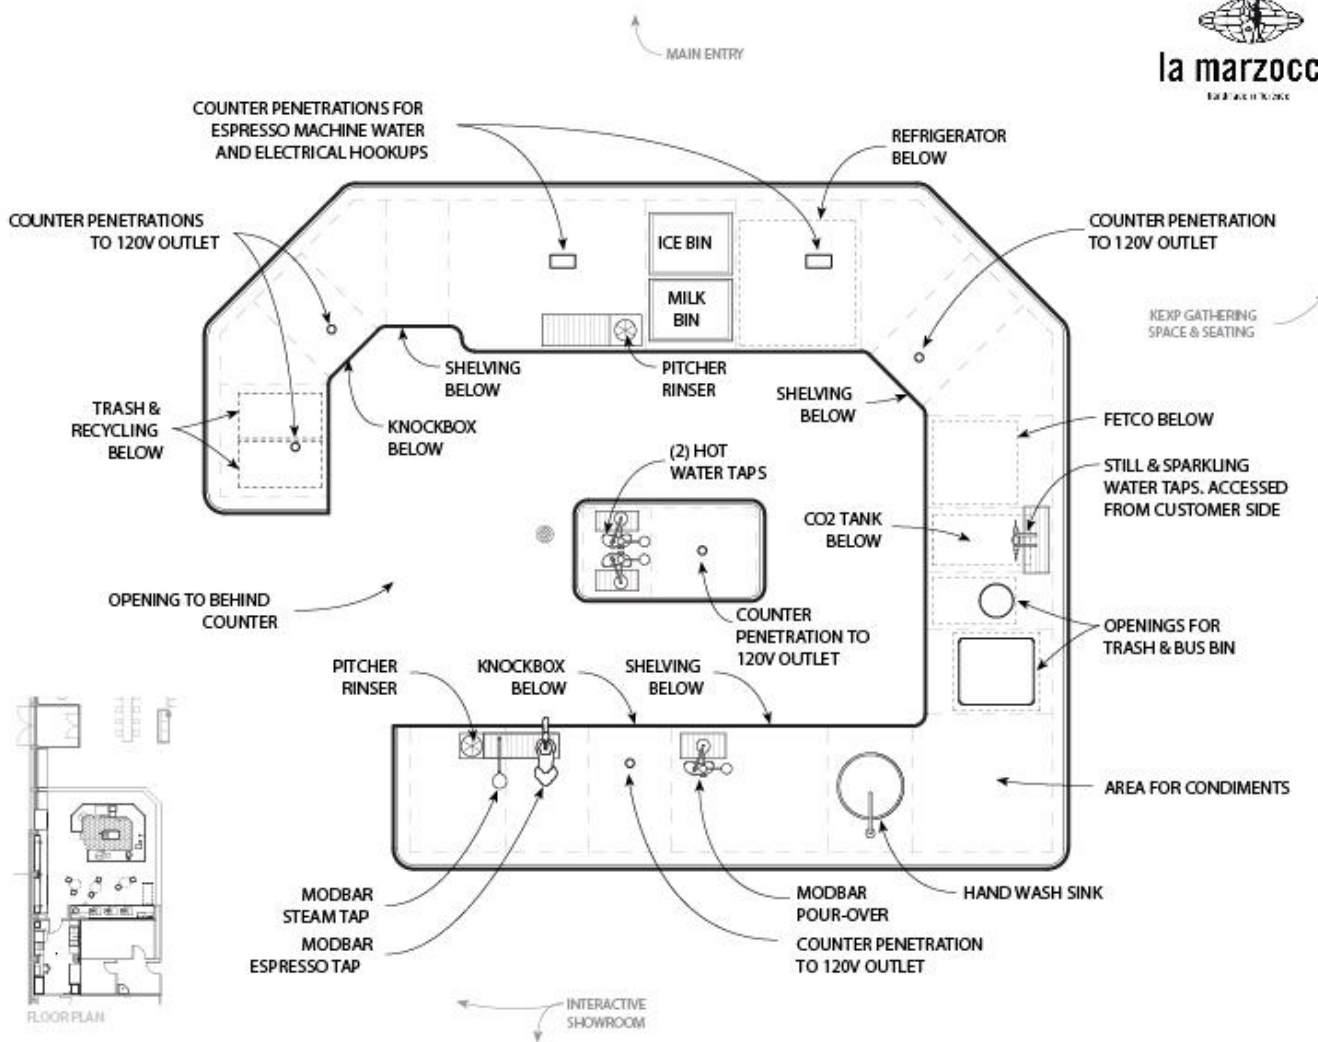 MAIN ENTRY
la marzocc
COUNTER PENETRATIONS FOR
ESPRESSO MACHINE WATER
AND ELECTRICAL HOOKUPS
REFRIGERATOR
BELOW
COUNTER PENETRATIONS
TO 120V OUTLET
COUNTER PENETRATION
TO 120V OUTLET
ICE BIN
MILK
BIN
KEXP GATHERING
SPACE & SEATING
SHELVING
BELOW
PITCHER
RINSER
SHELVING
BELOW
TRASH &
RECYCLING
BELOW
KNOCKBOX
BELOW
FETCO BELOW
(2) HOT
WATER TAPS
STILL & SPARKLING
WATER TAPS. ACCESSED
FROM CUSTOMER SIDE
CO2 TANK
BELOW
OPENING TO BEHIND
COUNTER
COUNTER
PENETRATION TO
120V OUTLET
OPENINGS FOR
TRASH & BUS BIN
PITCHER
RINSER
KNOCKBOX
BELOW
SHELVING
BELOW
AREA FOR CONDIMENTS
MODBAR
STEAM TAP
MODBAR
ESPRESSO TAP
MODBAR
POUR-OVER
HAND WASH SINK
COUNTER PENETRATION
TO 120V OUTLET
INTERACTIVE
SHOWROOM
FLOOR PLAN